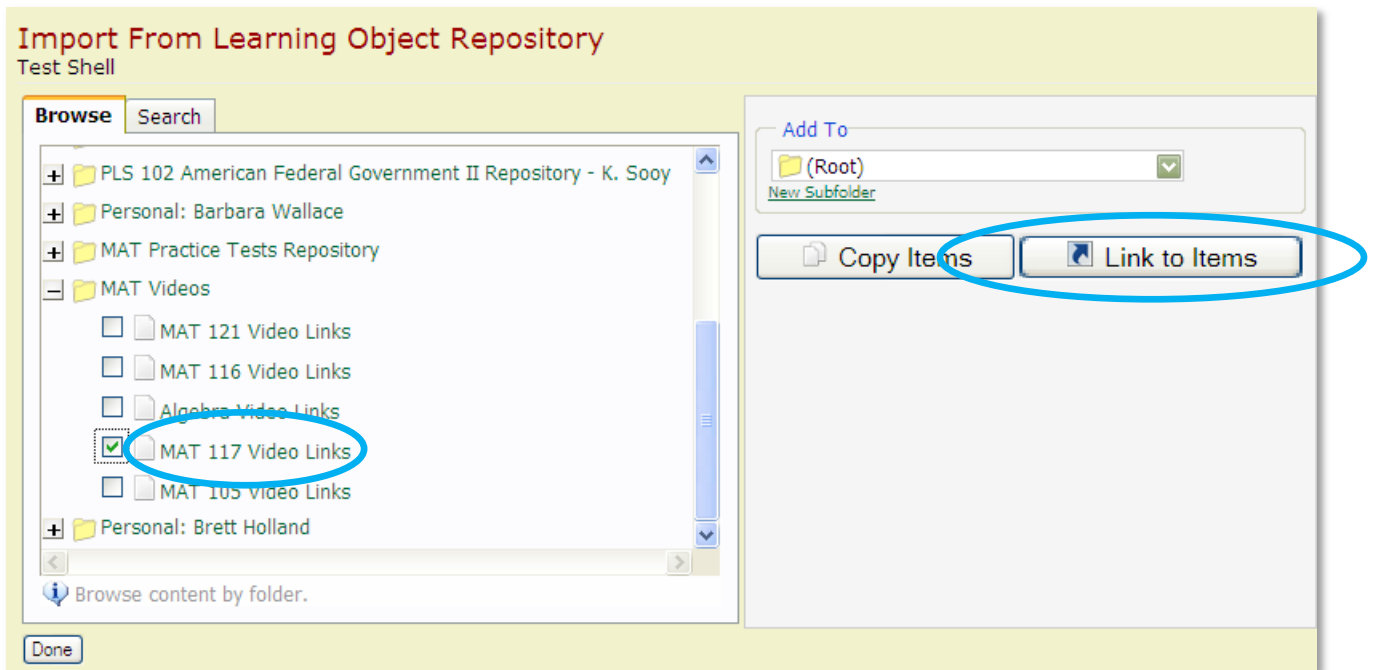 Import From Learning Object Repository
Test Shell
Browse
Search
PLS 102 American Federal Government II Repository - K. Sooy
Personal: Barbara Wallace
MAT Practice Tests Repository
MAT Videos
MAT 121 Video Links
MAT 116 Video Links
Algebra Video Links
MAT 117 Video Links
MAT 105 Video Links
Personal: Brett Holland
Browse content by folder.
Done
Add To
(Root)
New Subfolder
Copy Items
Link to Items